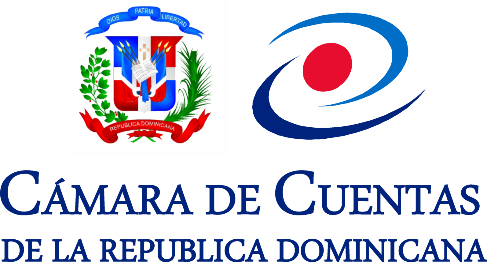 DIOS PATRIA LIBERTAD
REPUBLICA DOMINICANA
CÁMARA DE CUENTAS
DE LA REPUBLICA DOMINICANA